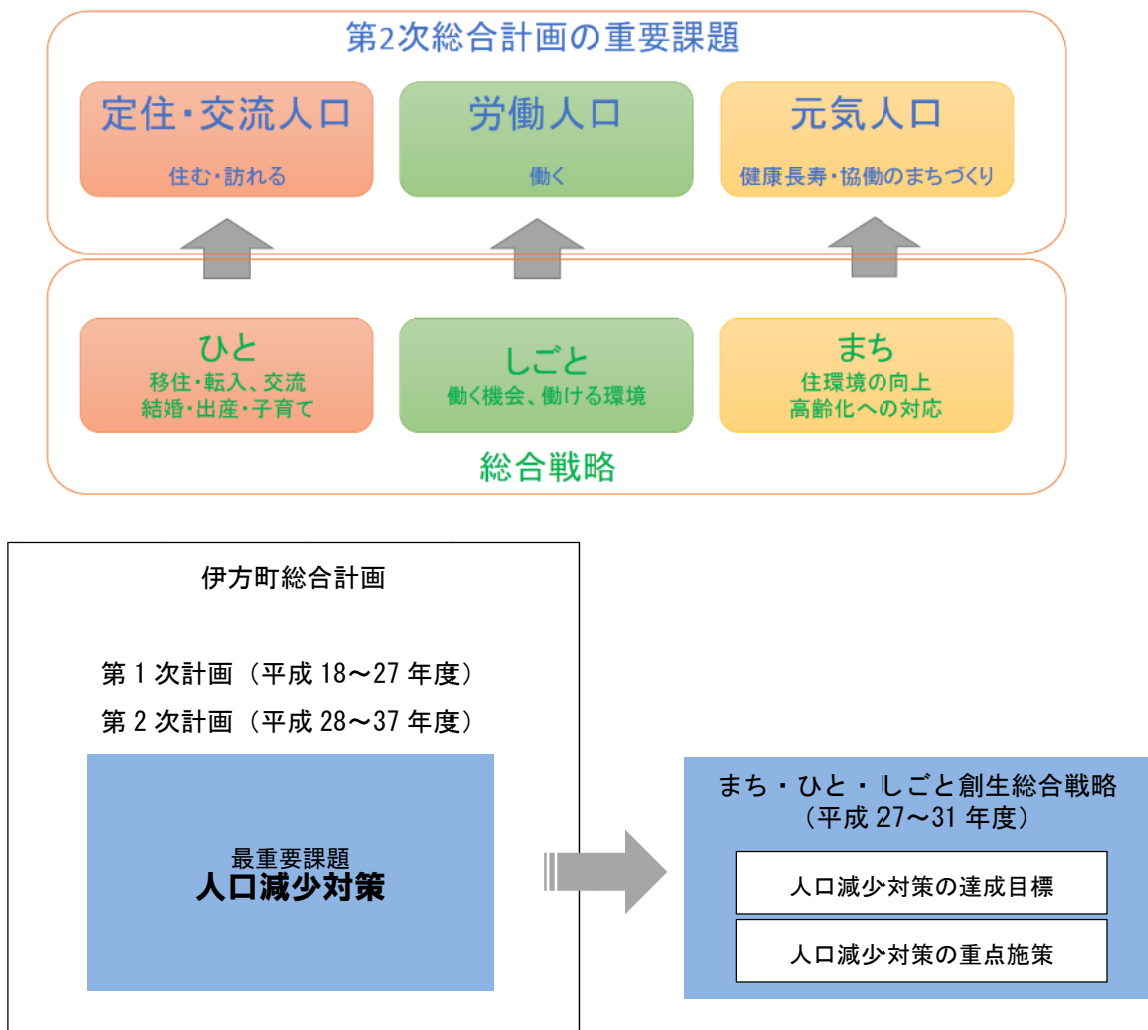 第2次総合計画の重要課題
定住・交流人口
住む・訪れる
労働人口
働く
元気人口
健康長寿・協働のまちづくり
ひと
移住・転入、交流
結婚・出産・子育て
しごと
働く機会、働ける環境
まち
住環境の向上
高齢化への対応
総合戦略
伊方町総合計画
第1次計画（平成18～27年度）
第2次計画（平成28～37年度）
最重要課題
人口減少対策
まち・ひと・しごと創生総合戦略
（平成27～31年度）
人口減少対策の達成目標
人口減少対策の重点施策